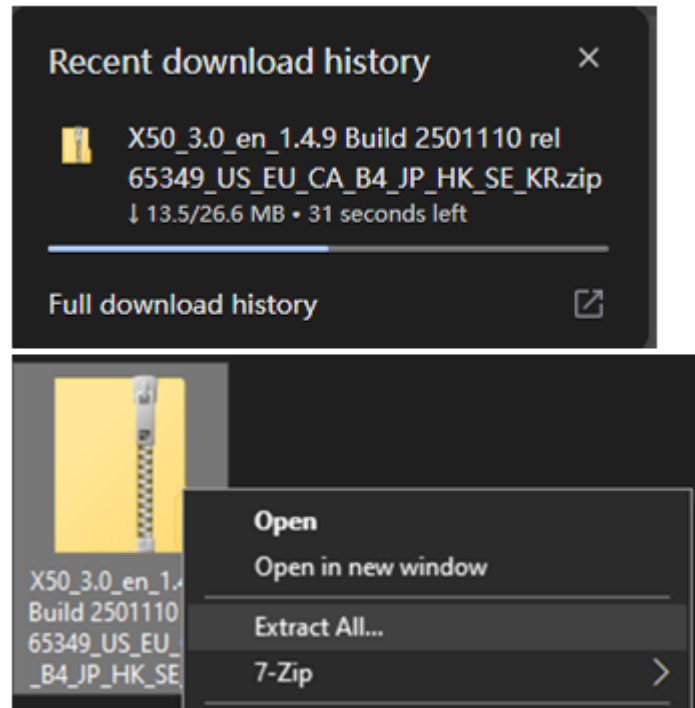 Recent download history
X50_3.0_en_1.4.9 Build 2501110 rel
65349_US_EU_CA_B4_JP_HK_SE_KR.zip
↓ 13.5/26.6 MB • 31 seconds left
Full download history
X50_3.0_en_1.4
Build 2501110
65349_US_EU_
_B4_JP_HK_SE
Open
Open in new window
Extract All...
7-Zip